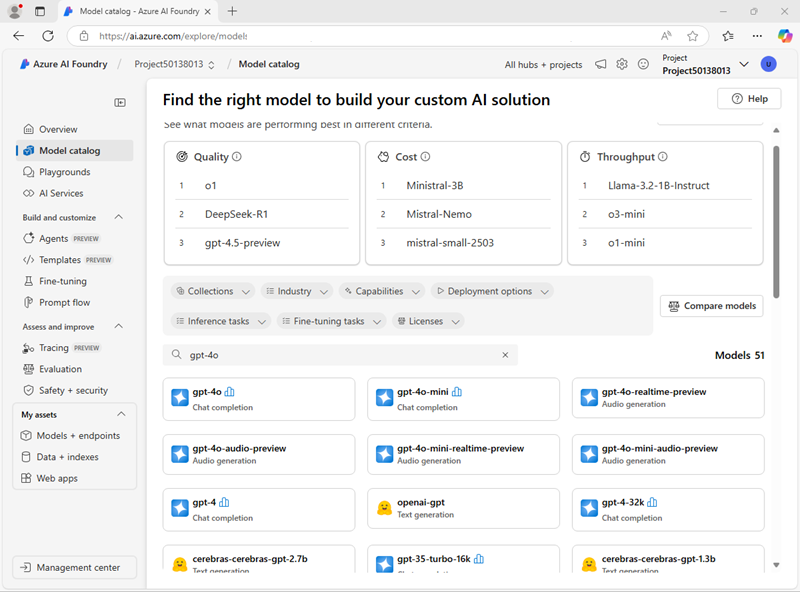 Model catalog - Azure AI Foundry
https://ai.azure.com/explore/models
Azure AI Foundry / Project50138013 / Model catalog
All hubs + projects
Project
Project50138013
U
Overview
Model catalog
Playgrounds
AI Services
Build and customize
Agents PREVIEW
Templates PREVIEW
Fine-tuning
Prompt flow
Assess and improve
Tracing PREVIEW
Evaluation
Safety + security
My assets
Models + endpoints
Data + indexes
Web apps
Management center
Find the right model to build your custom AI solution
Help
See what models are performing best in different criteria.
Quality
1 o1
2 DeepSeek-R1
3 gpt-4.5-preview
Cost
1 Ministral-3B
2 Mistral-Nemo
3 mistral-small-2503
Throughput
1 Llama-3.2-1B-Instruct
2 o3-mini
3 o1-mini
Collections Industry Capabilities Deployment options
Inference tasks Fine-tuning tasks Licenses
Compare models
gpt-4o
Models 51
gpt-4o
Chat completion
gpt-4o-mini
Chat completion
gpt-4o-realtime-preview
Audio generation
gpt-4o-audio-preview
Audio generation
gpt-4o-mini-realtime-preview
Audio generation
gpt-4o-mini-audio-preview
Audio generation
gpt-4
Chat completion
openai-gpt
Text generation
gpt-4-32k
Chat completion
cerebras-cerebras-gpt-2.7b
Text generation
gpt-35-turbo-16k
Chat completion
cerebras-cerebras-gpt-1.3b
Text generation